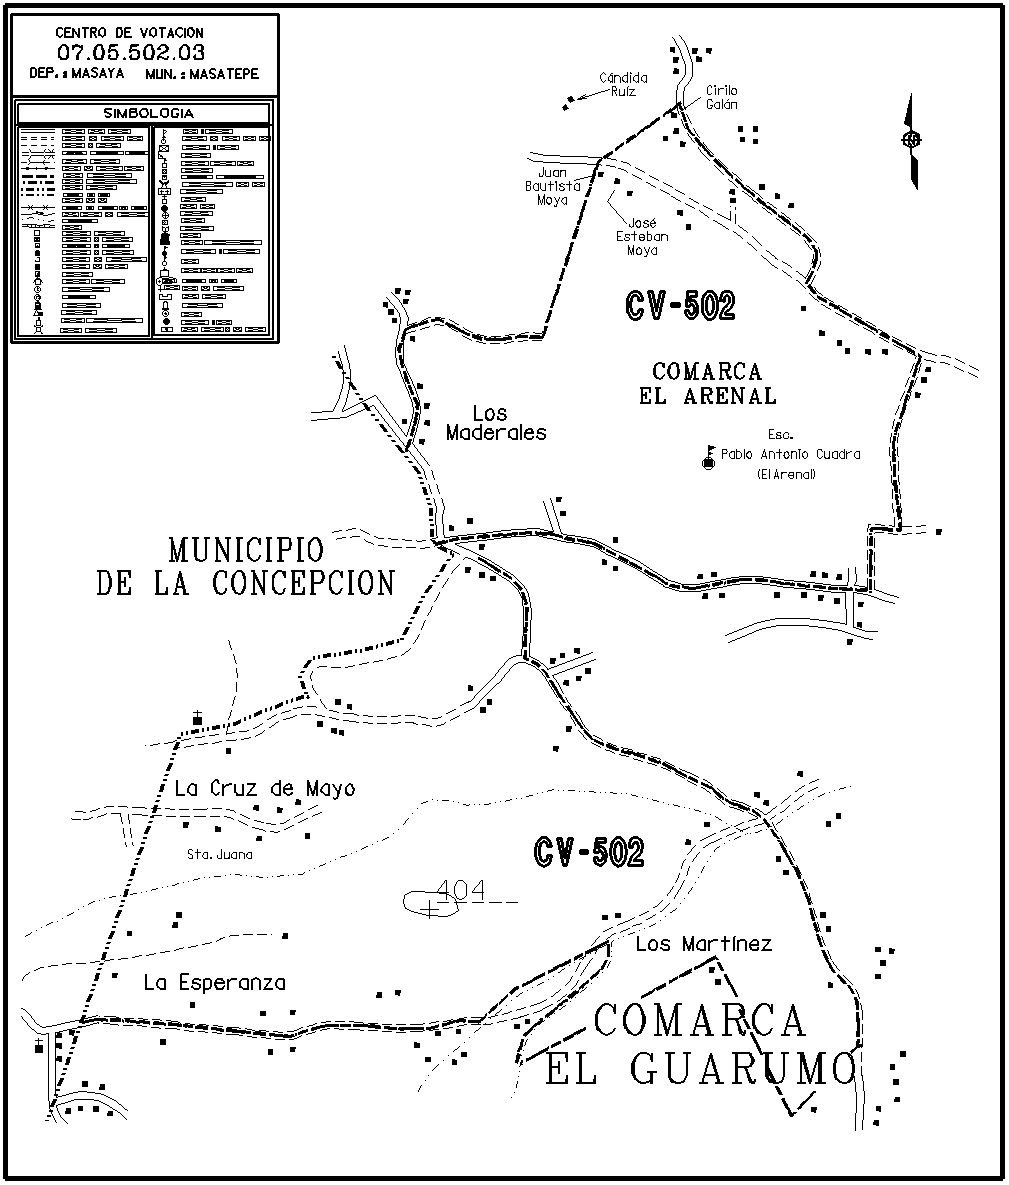 CENTRO DE VOTACION
07.05.502.03
DEP.: MASAYA MUN.: MASATEPE
SIMBOLOGIA
Cándida
Ruíz
Cirilo
Galán
Juan
Bautista
Moya
José
Esteban
Moya
CV-502
COMARCA
EL ARENAL
Los
Maderales
Esc.
Pablo Antonio Cuadra
(El Arenal)
MUNICIPIO
DE LA CONCEPCION
La Cruz de Mayo
Sta. Juana
CV-502
404
Los Martínez
La Esperanza
COMARCA
EL GUARUMO